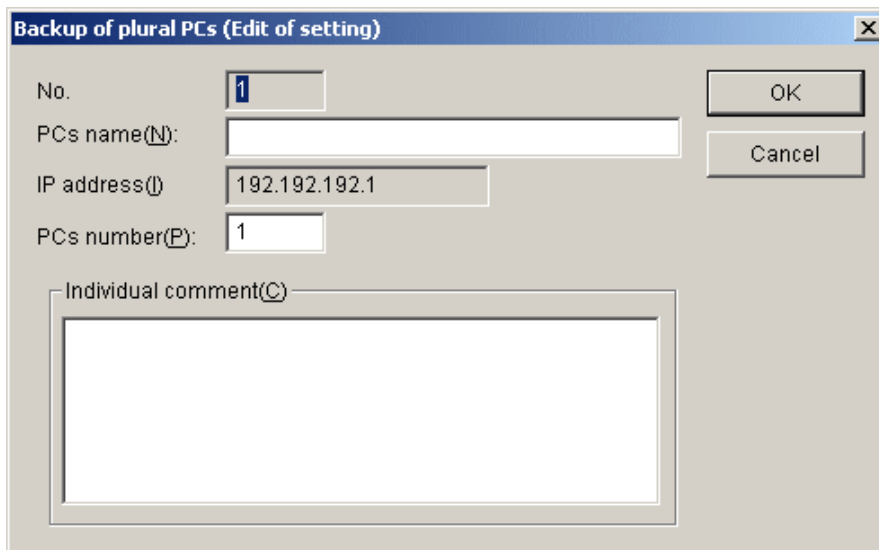 Backup of plural PCs (Edit of setting)
No.
1
OK
PCs name(N):
Cancel
IP address(I)
192.192.192.1
PCs number(P):
1
Individual comment(C)